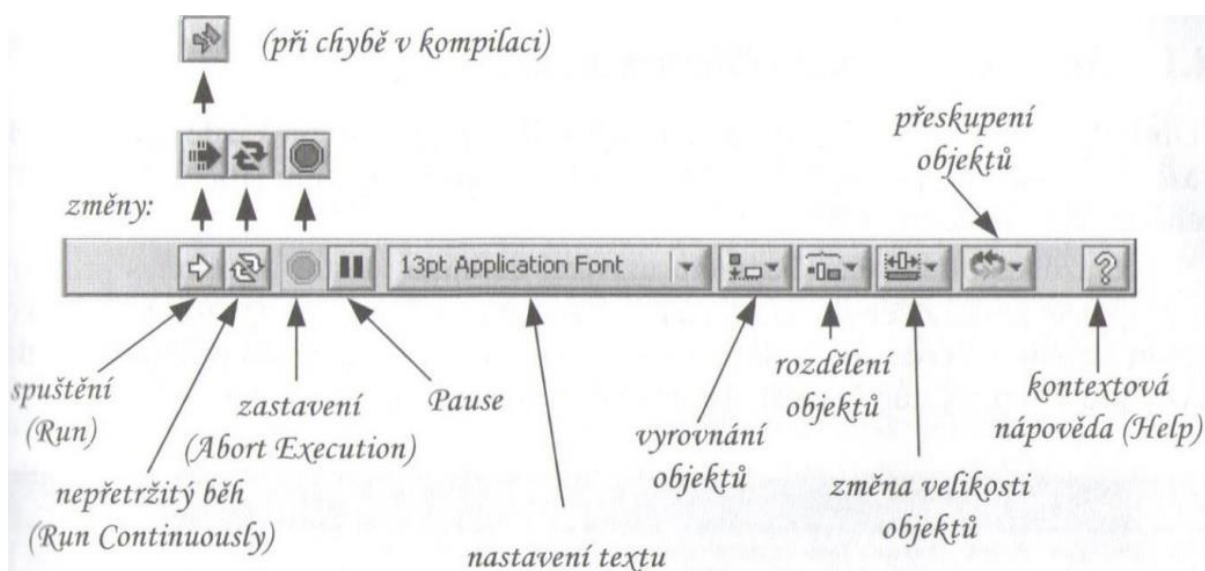 (při chybě v kompilaci)
přeskupení
objektů
změny:
13pt Application Font
?
spuštění
(Run)
zastavení
(Abort Execution)
Pause
rozdělení
objektů
kontextová
nápověda (Help)
vyrovnání
objektů
nepřetržitý běh
(Run Continuously)
změna velikosti
objektů
nastavení textu